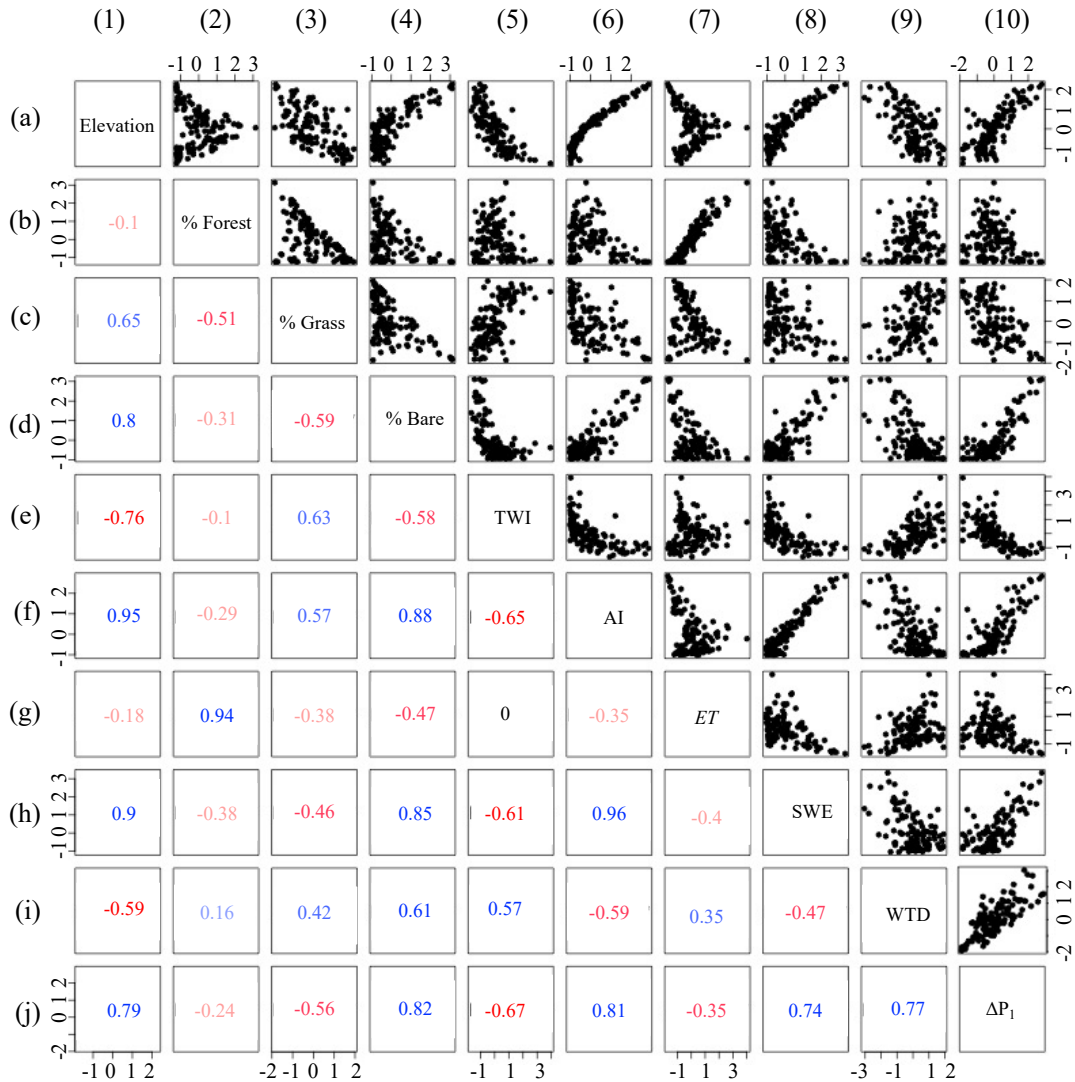 (1) (2) (3) (4) (5) (6) (7) (8) (9) (10)
-1 0 1 2 3 -1 0 1 2 3 -1 0 1 2 -1 0 1 2 3 -2 0 1 2
(a) Elevation -1 0 1 2
(b) -1 0 1 2 3 -0.1 % Forest
(c) 0.65 -0.51 % Grass -2 -1 0 1 2
(d) -1 0 1 2 3 0.8 -0.31 -0.59 % Bare
(e) -0.76 -0.1 0.63 -0.58 TWI -1 1 3
(f) -1 0 1 2 0.95 -0.29 0.57 0.88 -0.65 AI
(g) -0.18 0.94 -0.38 -0.47 0 -0.35 ET -1 1 3
(h) -1 0 1 2 3 0.9 -0.38 -0.46 0.85 -0.61 0.96 -0.4 SWE
(i) -0.59 0.16 0.42 0.61 0.57 -0.59 0.35 -0.47 WTD -2 0 1 2
(j) -2 0 1 2 0.79 -0.24 -0.56 0.82 -0.67 0.81 -0.35 0.74 0.77 ΔP₁
-1 0 1 2 -2 -1 0 1 2 -1 1 3 -1 1 3 -3 -1 0 1 2